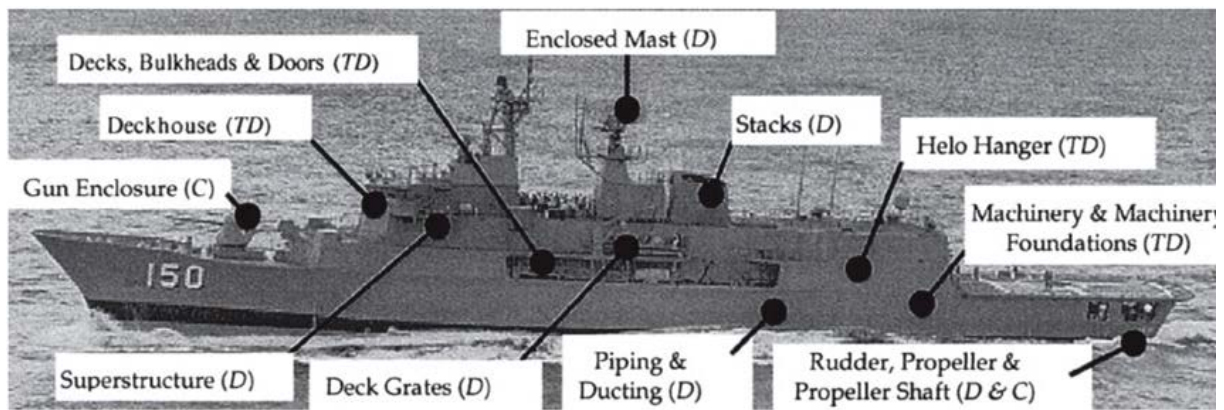 Enclosed Mast (D)
Decks, Bulkheads & Doors (TD)
Deckhouse (TD)
Stacks (D)
Helo Hanger (TD)
Gun Enclosure (C)
Machinery & Machinery
Foundations (TD)
150
Superstructure (D)
Deck Grates (D)
Piping &
Ducting (D)
Rudder, Propeller &
Propeller Shaft (D & C)